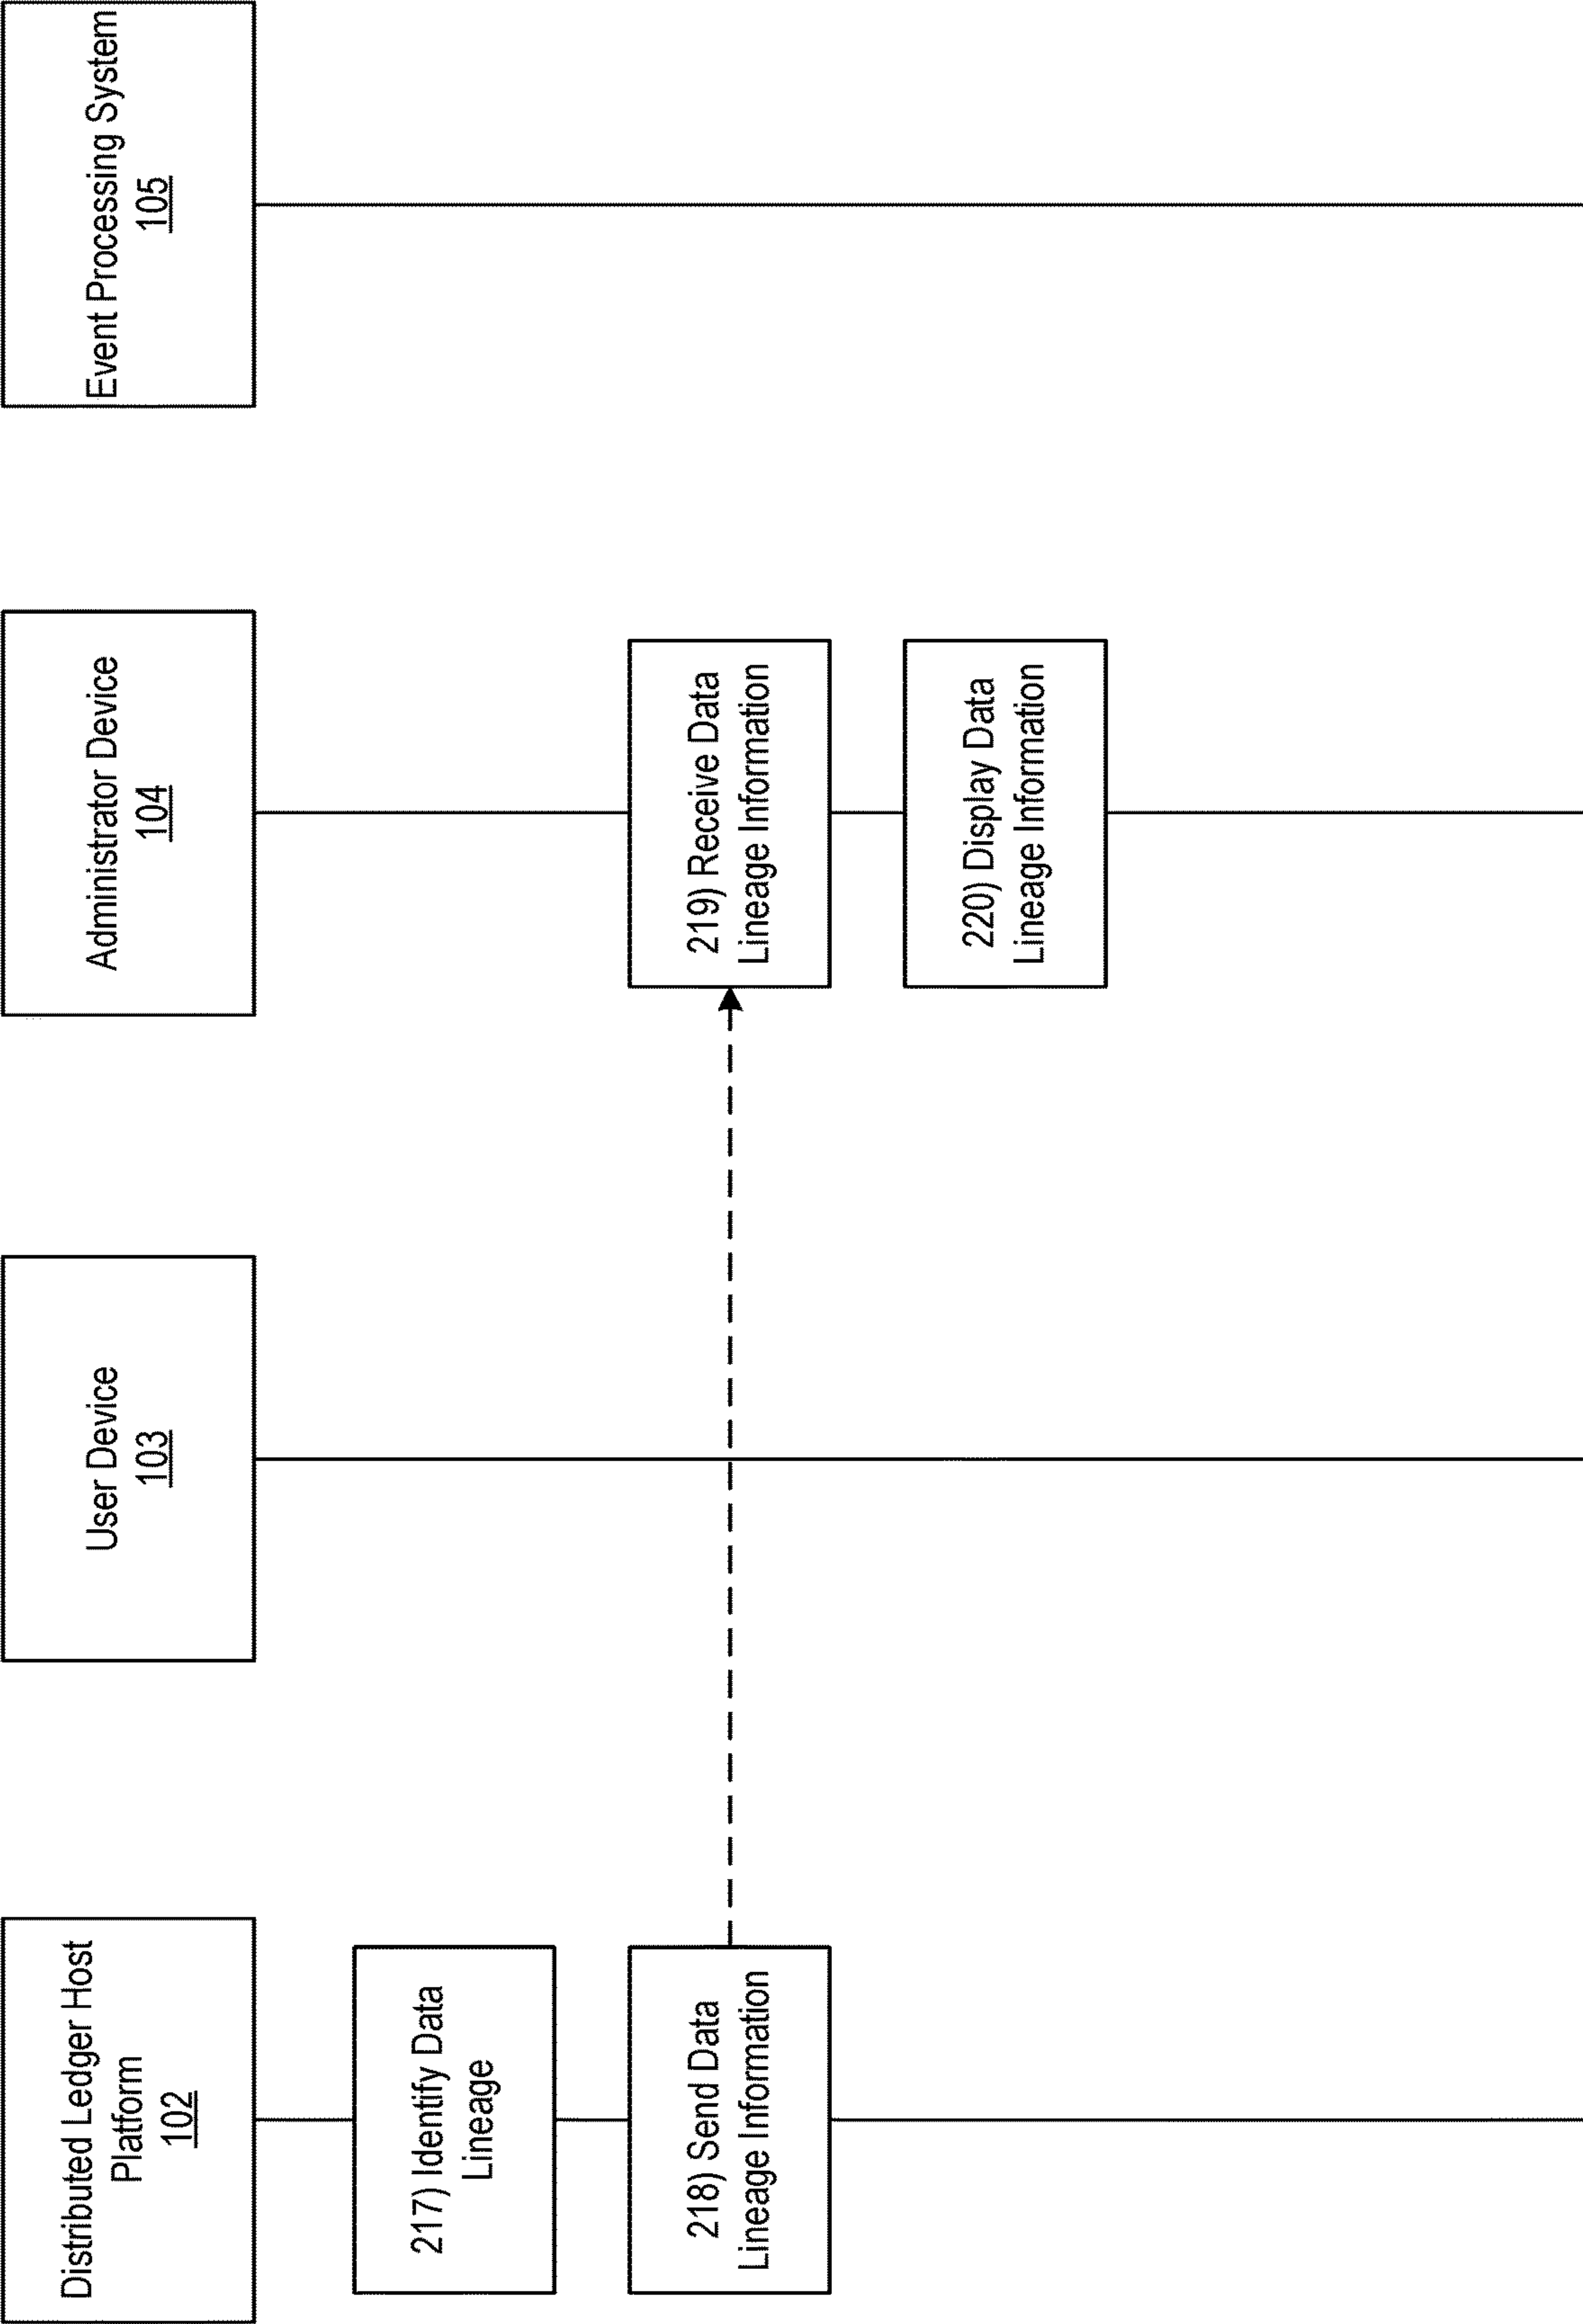 Distributed Ledger Host
Platform
102
User Device
103
Administrator Device
104
Event Processing System
105
217) Identify Data
Lineage
218) Send Data
Lineage Information
219) Receive Data
Lineage Information
220) Display Data
Lineage Information